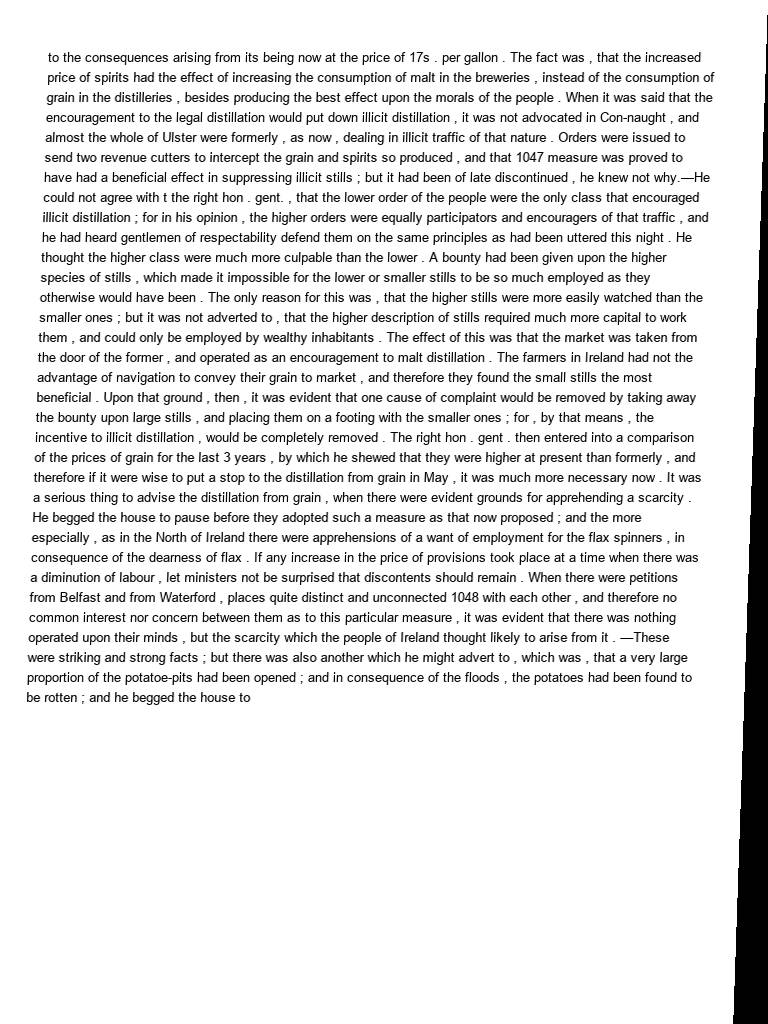 to the consequences arising from its being now at the price of 17s . per gallon . The fact was , that the increased
price of spirits had the effect of increasing the consumption of malt in the breweries , instead of the consumption of
grain in the distilleries , besides producing the best effect upon the morals of the people . When it was said that the
encouragement to the legal distillation would put down illicit distillation , it was not advocated in Con-naught , and
almost the whole of Ulster were formerly , as now , dealing in illicit traffic of that nature . Orders were issued to
send two revenue cutters to intercept the grain and spirits so produced , and that 1047 measure was proved to
have had a beneficial effect in suppressing illicit stills ; but it had been of late discontinued , he knew not why.—He
could not agree with t the right hon . gent. , that the lower order of the people were the only class that encouraged
illicit distillation ; for in his opinion , the higher orders were equally participators and encouragers of that traffic , and
he had heard gentlemen of respectability defend them on the same principles as had been uttered this night . He
thought the higher class were much more culpable than the lower . A bounty had been given upon the higher
species of stills , which made it impossible for the lower or smaller stills to be so much employed as they
otherwise would have been . The only reason for this was , that the higher stills were more easily watched than the
smaller ones ; but it was not adverted to , that the higher description of stills required much more capital to work
them , and could only be employed by wealthy inhabitants . The effect of this was that the market was taken from
the door of the former , and operated as an encouragement to malt distillation . The farmers in Ireland had not the
advantage of navigation to convey their grain to market , and therefore they found the small stills the most
beneficial . Upon that ground , then , it was evident that one cause of complaint would be removed by taking away
the bounty upon large stills , and placing them on a footing with the smaller ones ; for , by that means , the
incentive to illicit distillation , would be completely removed . The right hon . gent . then entered into a comparison
of the prices of grain for the last 3 years , by which he shewed that they were higher at present than formerly , and
therefore if it were wise to put a stop to the distillation from grain in May , it was much more necessary now . It was
a serious thing to advise the distillation from grain , when there were evident grounds for apprehending a scarcity .
He begged the house to pause before they adopted such a measure as that now proposed ; and the more
especially , as in the North of Ireland there were apprehensions of a want of employment for the flax spinners , in
consequence of the dearness of flax . If any increase in the price of provisions took place at a time when there was
a diminution of labour , let ministers not be surprised that discontents should remain . When there were petitions
from Belfast and from Waterford , places quite distinct and unconnected 1048 with each other , and therefore no
common interest nor concern between them as to this particular measure , it was evident that there was nothing
operated upon their minds , but the scarcity which the people of Ireland thought likely to arise from it . —These
were striking and strong facts ; but there was also another which he might advert to , which was , that a very large
proportion of the potatoe-pits had been opened ; and in consequence of the floods , the potatoes had been found to
be rotten ; and he begged the house to